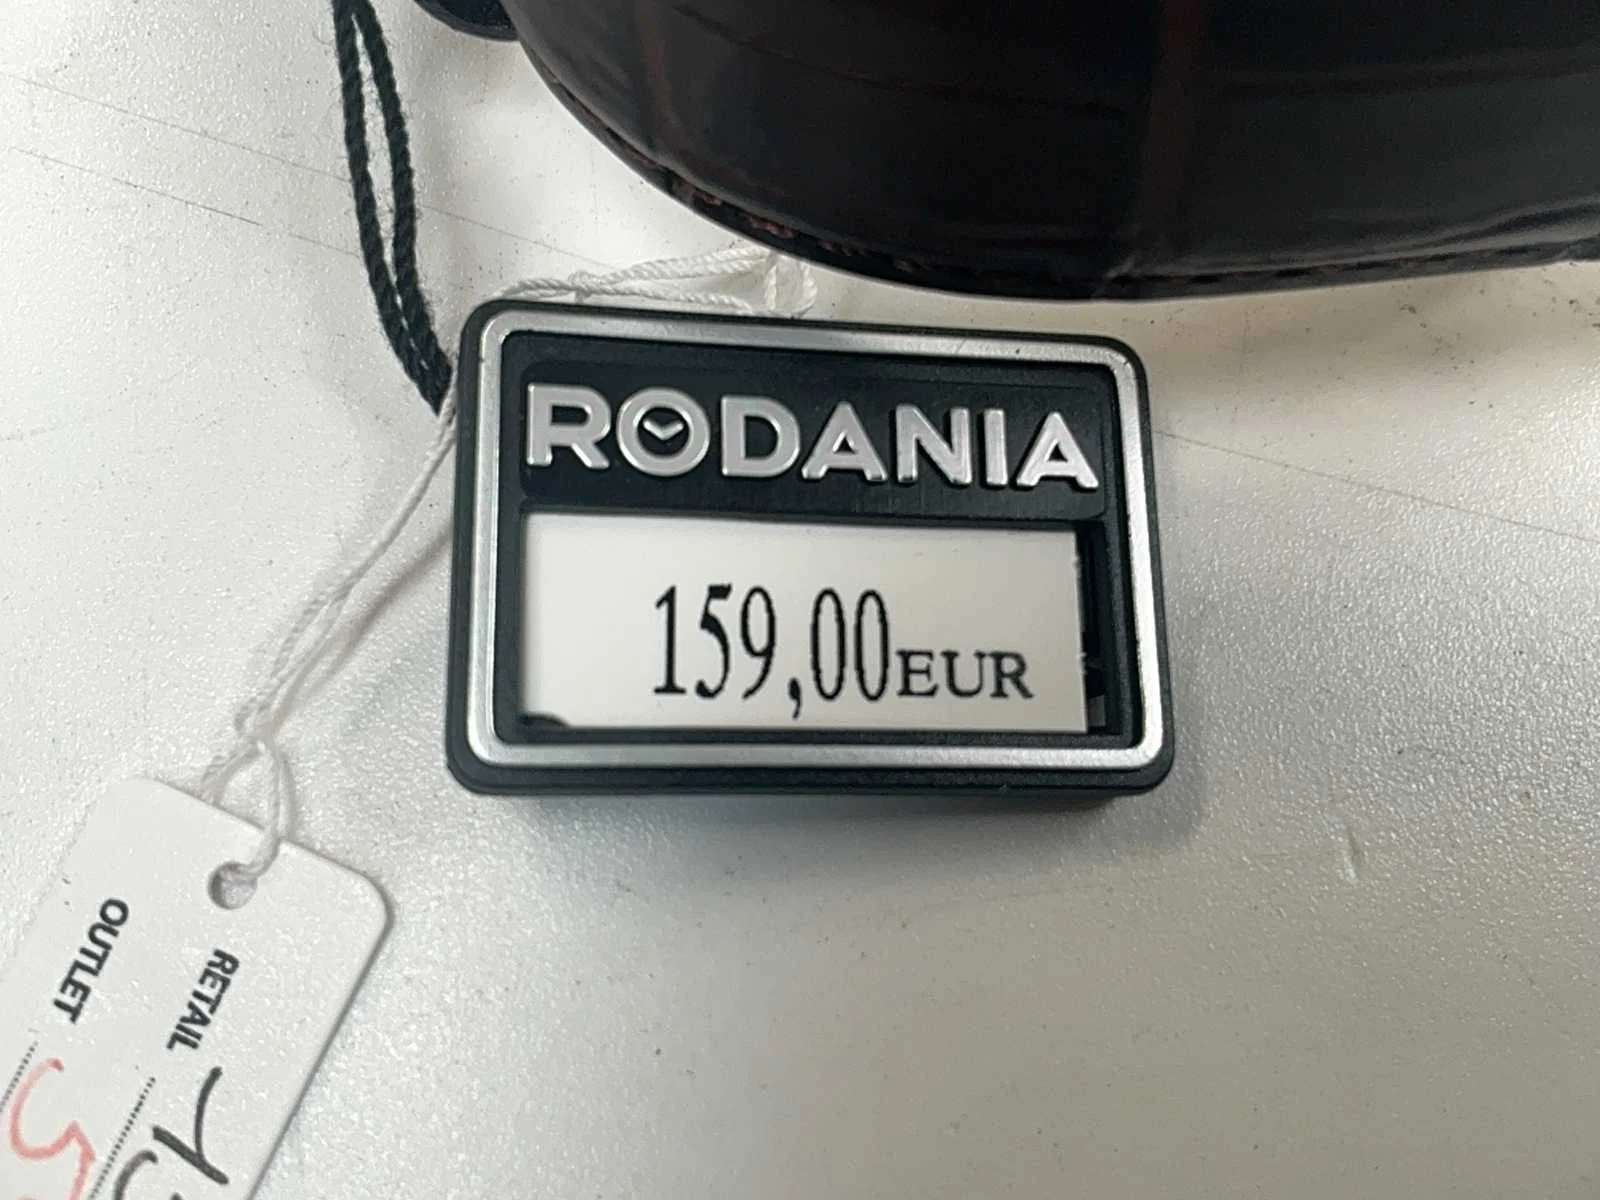 RODANIA
159,00EUR
RETAIL
OUTLET